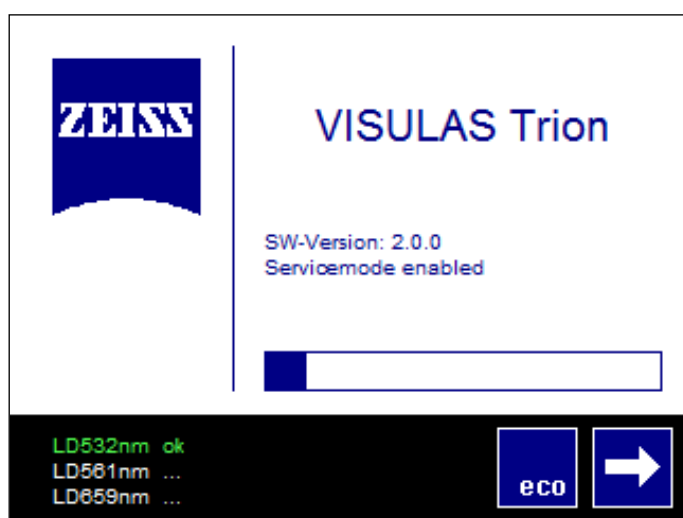 ZEISS
VISULAS Trion
SW-Version: 2.0.0
Servicemode enabled
LD532nm ok
LD561nm ...
LD659nm ...
eco